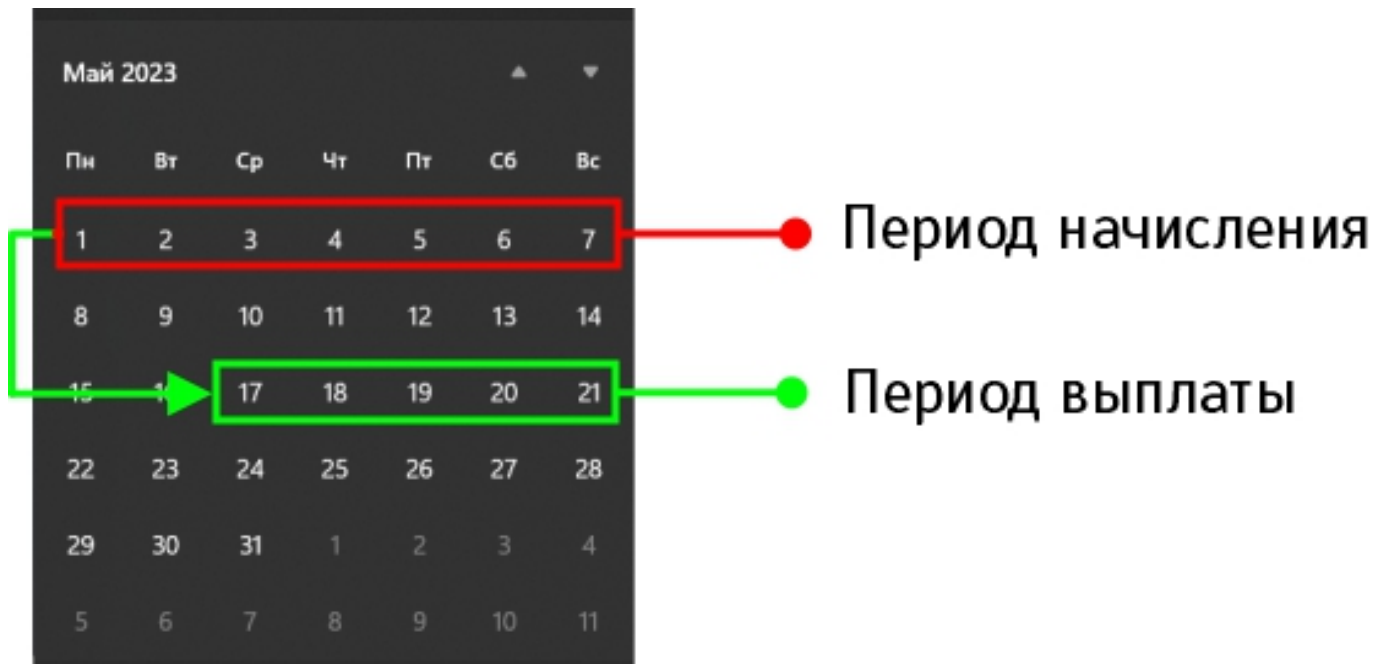 Май 2023
Пн Вт Ср Чт Пт Сб Вс
1 2 3 4 5 6 7
Период начисления
8 9 10 11 12 13 14
15 17 18 19 20 21
Период выплаты
22 23 24 25 26 27 28
29 30 31 1 2 3 4
5 6 7 8 9 10 11